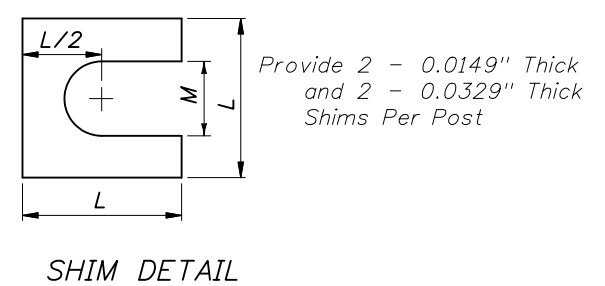 L/2
Provide 2 - 0.0149" Thick
and 2 - 0.0329" Thick
Shims Per Post
M
L
L
SHIM DETAIL